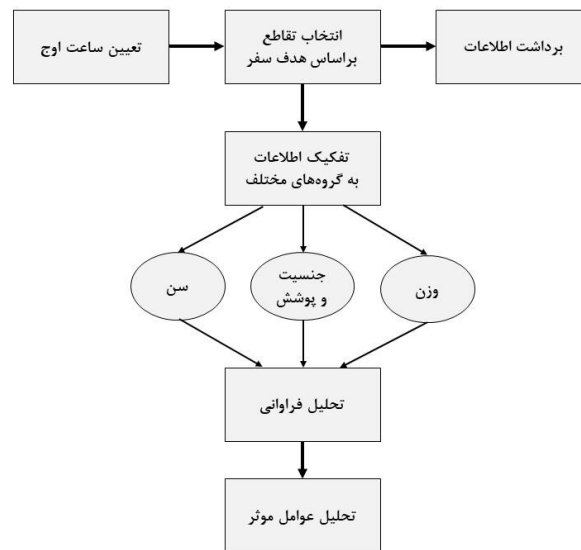 تعیین ساعت اوج
انتخاب تقاطع
براساس هدف سفر
برداشت اطلاعات
تفکیک اطلاعات
به گروه‌های مختلف
سن
جنسیت
و پوشش
وزن
تحلیل فراوانی
تحلیل عوامل موثر